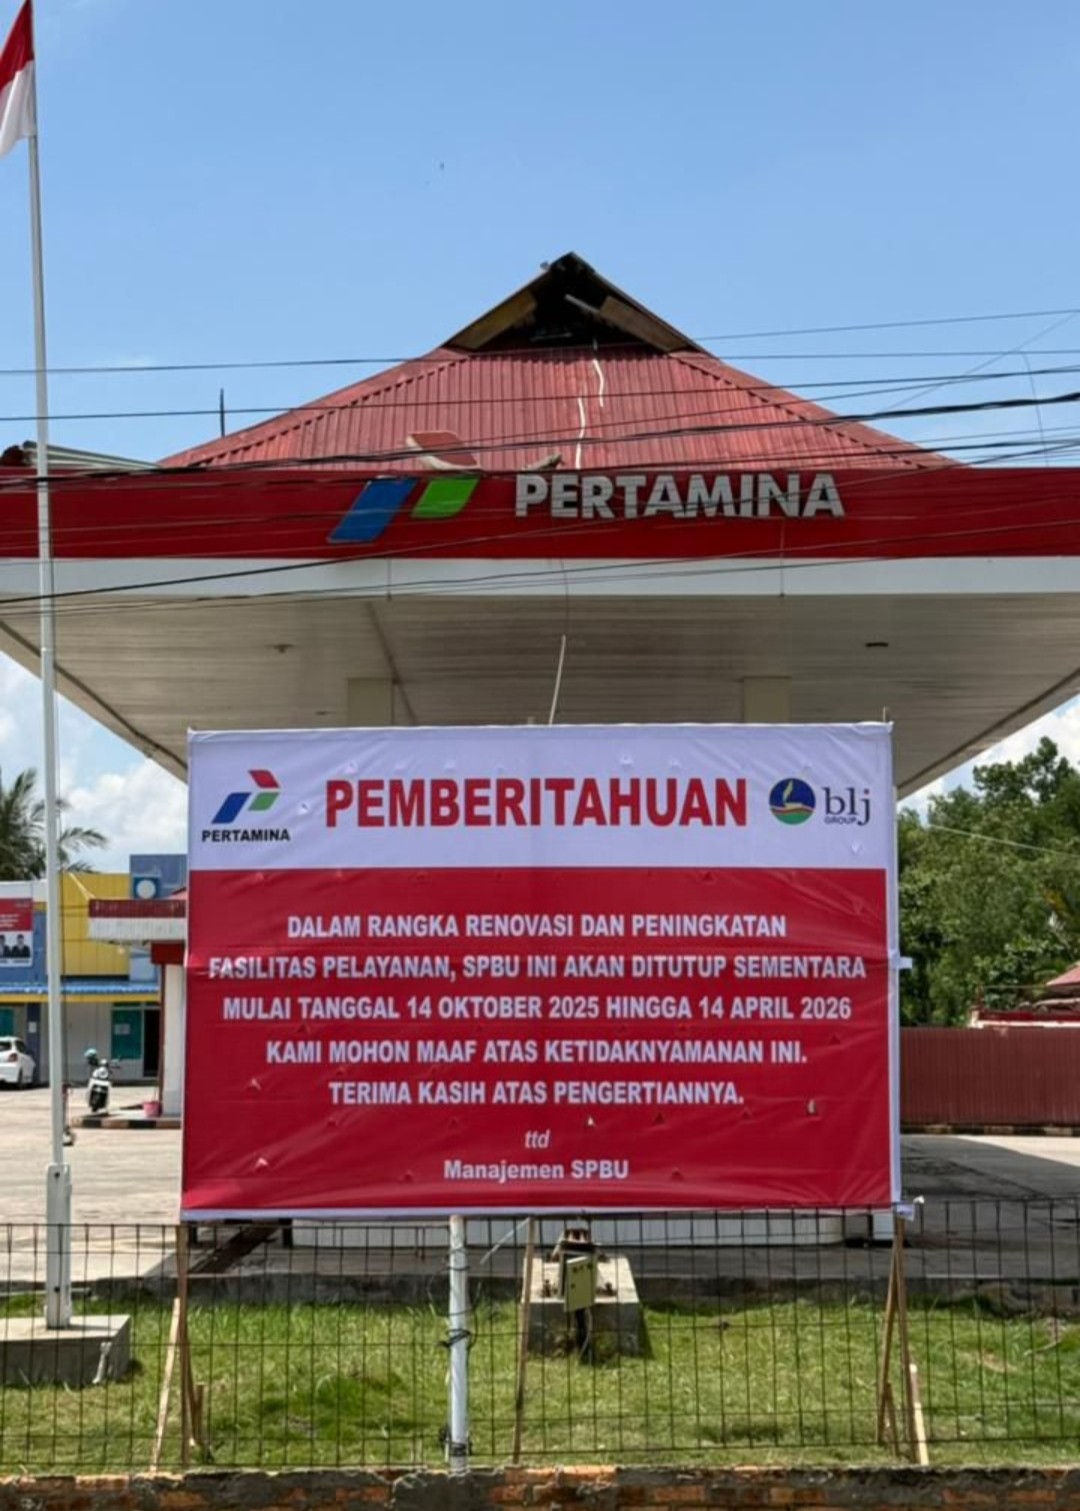 PERTAMINA
PERTAMINA
PEMBERITAHUAN
blj
GROUP
DALAM RANGKA RENOVASI DAN PENINGKATAN
FASILITAS PELAYANAN, SPBU INI AKAN DITUTUP SEMENTARA
MULAI TANGGAL 14 OKTOBER 2025 HINGGA 14 APRIL 2026
KAMI MOHON MAAF ATAS KETIDAKNYAMANAN INI.
TERIMA KASIH ATAS PENGERTIANNYA.
ttd
Manajemen SPBU